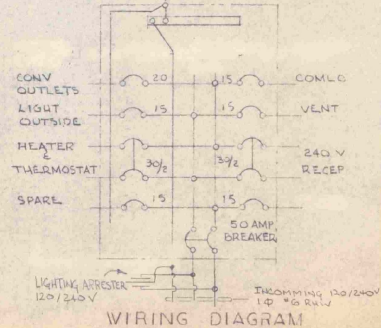 CONV 20 15 COMLO
OUTLETS
LIGHT 15 15 VENT
OUTSIDE
HEATER
& 30/2 30/2 240 V
THERMOSTAT RECEP
SPARE 15 15
50 AMP
BREAKER
LIGHTING ARRESTER
120/240V
INCOMMING 120/240V
1Φ #6 RHW
WIRING DIAGRAM